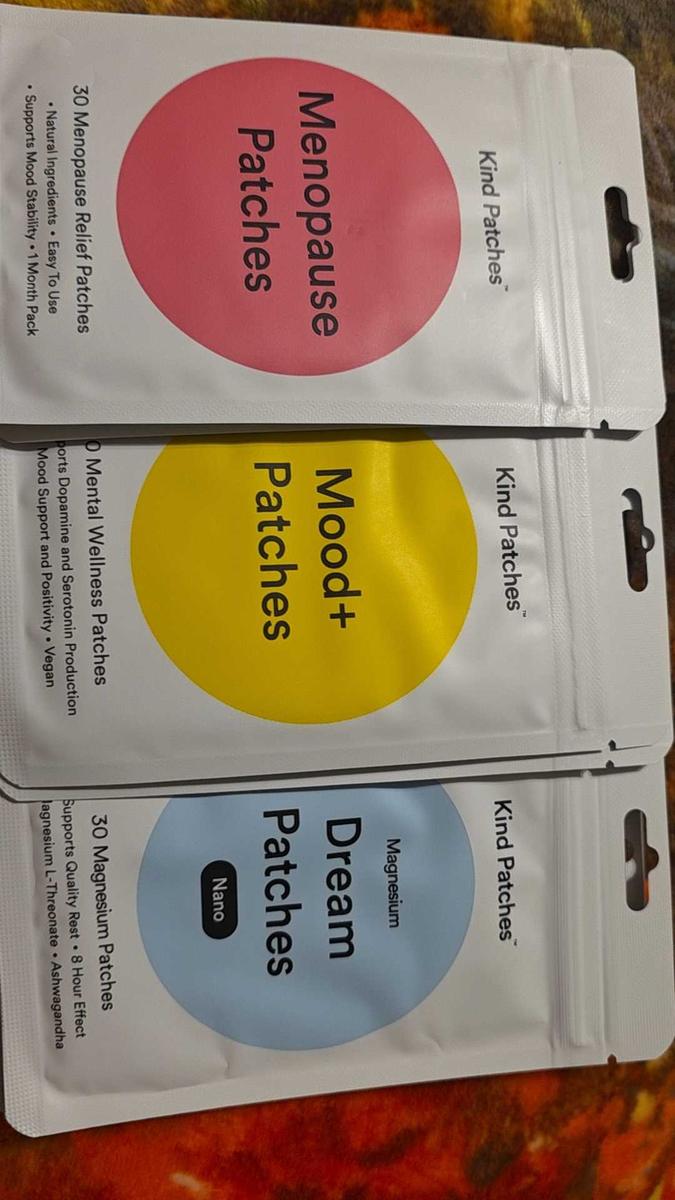 Kind Patches™
Menopause
Patches
30 Menopause Relief Patches
• Natural Ingredients • Easy To Use
• Supports Mood Stability • 1 Month Pack
Kind Patches™
Mood+
Patches
0 Mental Wellness Patches
Dopamine and Serotonin Production
Mood Support and Positivity • Vegan
Kind Patches™
Magnesium
Dream
Patches
Nano
30 Magnesium Patches
Supports Quality Rest • 8 Hour Effect
L-Threonate • Ashwagandha